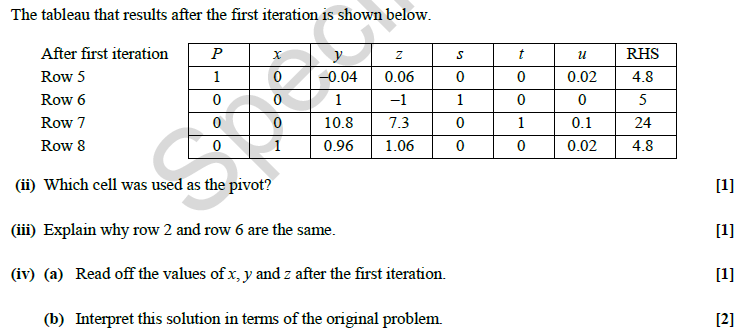 The tableau that results after the first iteration is shown below.
After first iteration P x y z s t u RHS
Row 5 1 0 –0.04 0.06 0 0 0.02 4.8
Row 6 0 0 1 –1 1 0 0 5
Row 7 0 0 10.8 7.3 0 1 0.1 24
Row 8 0 1 0.96 1.06 0 0 0.02 4.8
(ii) Which cell was used as the pivot? [1]
(iii) Explain why row 2 and row 6 are the same. [1]
(iv) (a) Read off the values of x, y and z after the first iteration. [1]
(b) Interpret this solution in terms of the original problem. [2]
Speci